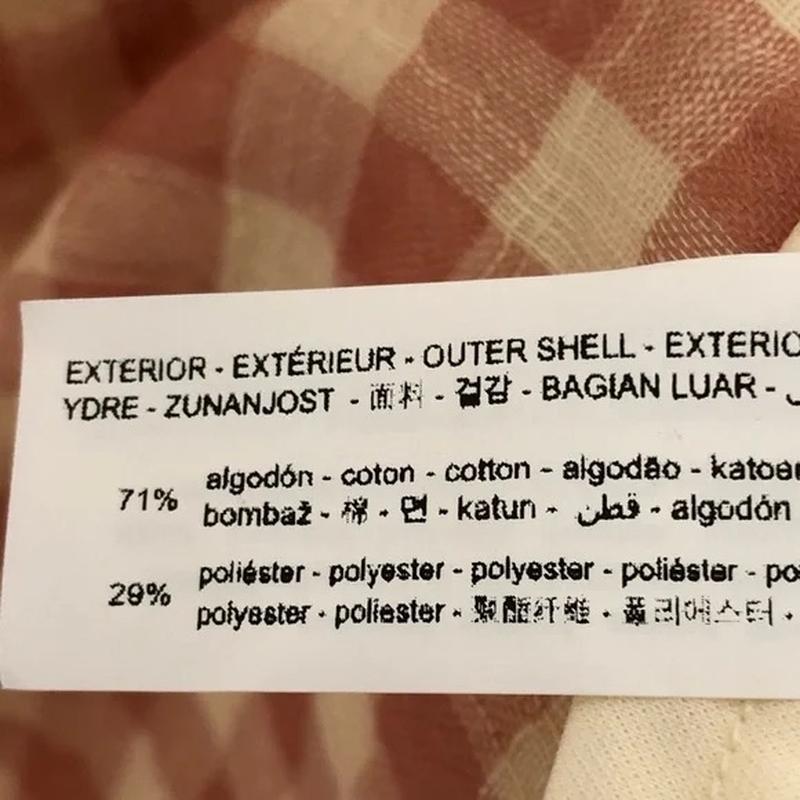 EXTERIOR - EXTÉRIEUR - OUTER SHELL - EXTERIO
YDRE - ZUNANJOST - 面料 - 겉감 - BAGIAN LUAR -
71% algodón - coton - cotton - algodão - katoe
bombaž - 棉 - 면 - katun - قطن - algodón
29% poliéster - polyester - polyester - poliéster - po
polyester - poliester - 聚酯纤维 - 폴리에스터 -